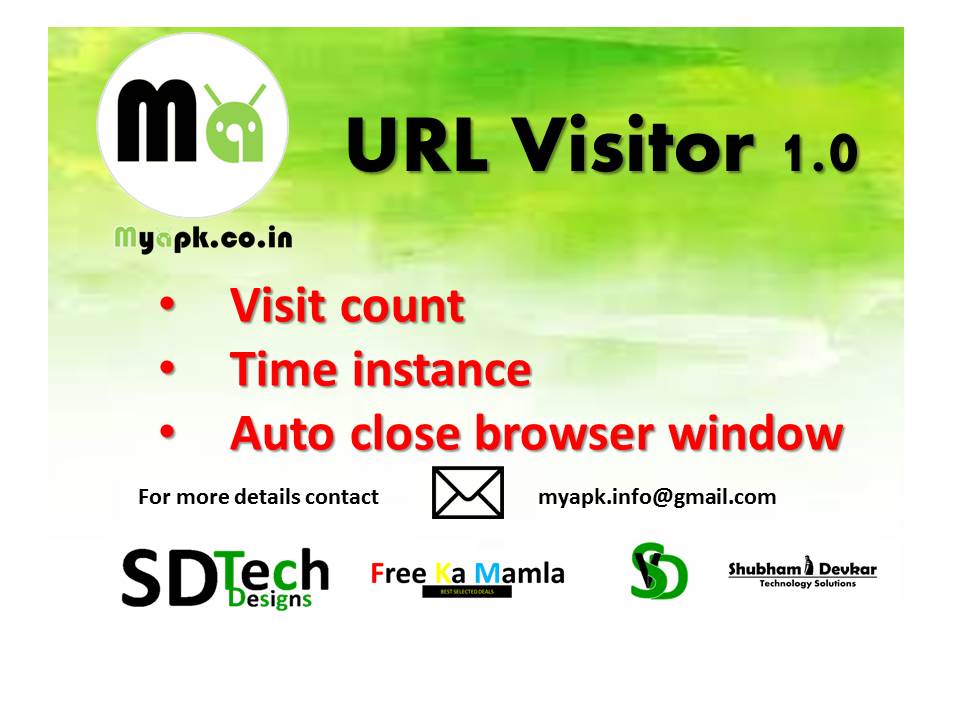 Ma
URL Visitor 1.0
Myapk.co.in
• Visit count
• Time instance
• Auto close browser window
For more details contact myapk.info@gmail.com
SDTech
Designs
Free Ka Mamla
BEST SELECTED DEALS
SD
Shubham Devkar
Technology Solutions